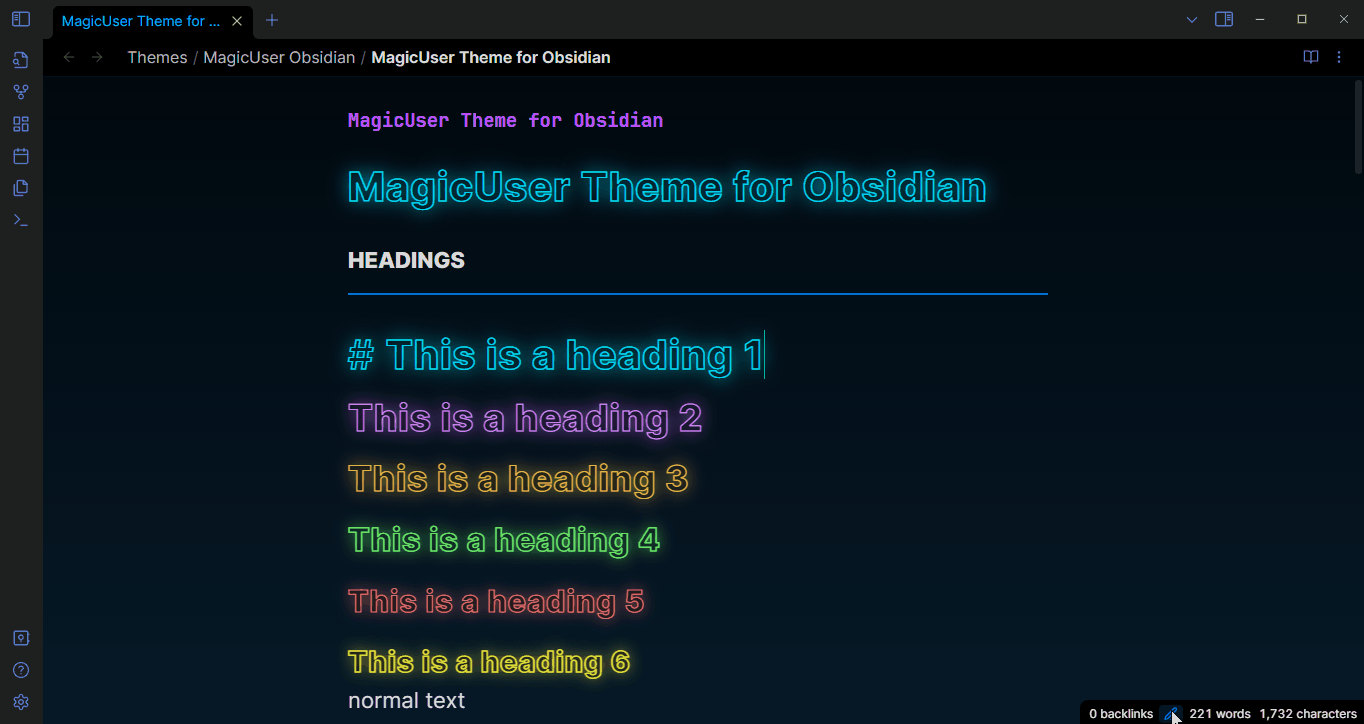 MagicUser Theme for ...
Themes / MagicUser Obsidian / MagicUser Theme for Obsidian
MagicUser Theme for Obsidian
MagicUser Theme for Obsidian
HEADINGS
# This is a heading 1
This is a heading 2
This is a heading 3
This is a heading 4
This is a heading 5
This is a heading 6
normal text
0 backlinks 221 words 1,732 characters